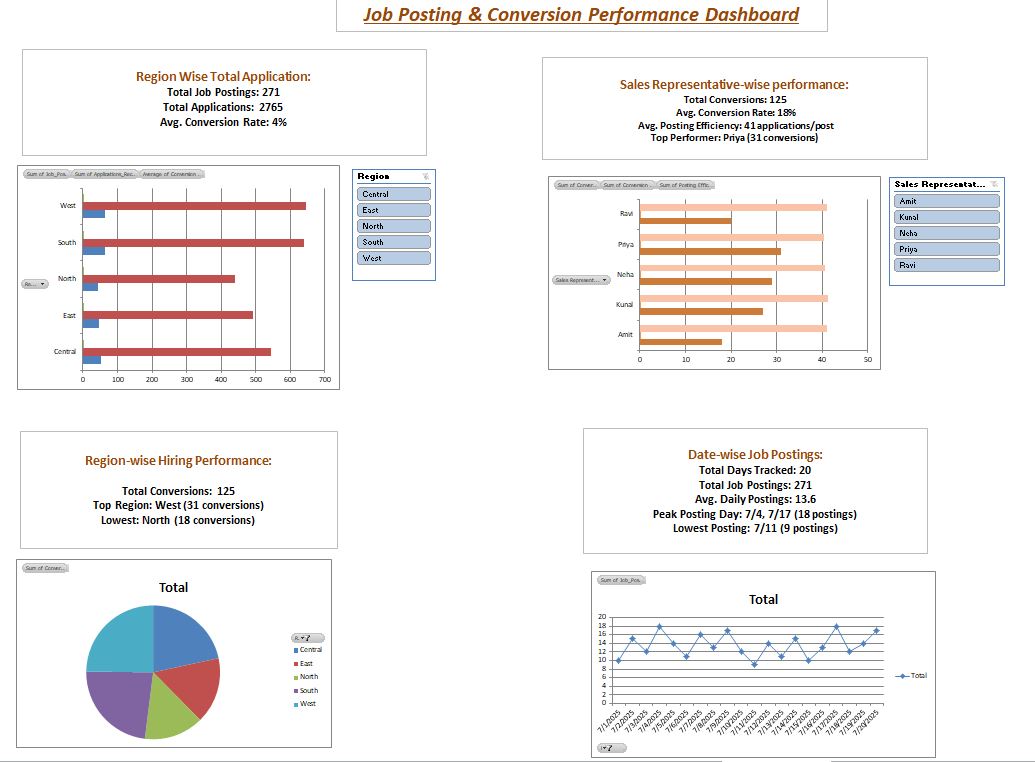 Job Posting & Conversion Performance Dashboard
Region Wise Total Application:
Total Job Postings: 271
Total Applications: 2765
Avg. Conversion Rate: 4%
Sales Representative-wise performance:
Total Conversions: 125
Avg. Conversion Rate: 18%
Avg. Posting Efficiency: 41 applications/post
Top Performer: Priya (31 conversions)
Sum of Job_Pos... Sum of Applications_Rec... Average of Conversion ...
West
South
North
East
Central
Re...
0 100 200 300 400 500 600 700
Region
Central
East
North
South
West
Sum of Conver... Sum of Conversion ... Sum of Posting Effic...
Ravi
Priya
Neha
Kunal
Amit
Sales Represent...
0 10 20 30 40 50
Sales Representat...
Amit
Kunal
Neha
Priya
Ravi
Region-wise Hiring Performance:
Total Conversions: 125
Top Region: West (31 conversions)
Lowest: North (18 conversions)
Date-wise Job Postings:
Total Days Tracked: 20
Total Job Postings: 271
Avg. Daily Postings: 13.6
Peak Posting Day: 7/4, 7/17 (18 postings)
Lowest Posting: 7/11 (9 postings)
Sum of Conver...
Total
Central
East
North
South
West
Sum of Job_Pos...
Total
20
18
16
14
12
10
8
6
4
2
0
7/1/2025 7/2/2025 7/3/2025 7/4/2025 7/5/2025 7/6/2025 7/7/2025 7/8/2025 7/9/2025 7/10/2025 7/11/2025 7/12/2025 7/13/2025 7/14/2025 7/15/2025 7/16/2025 7/17/2025 7/18/2025 7/19/2025 7/20/2025
Total